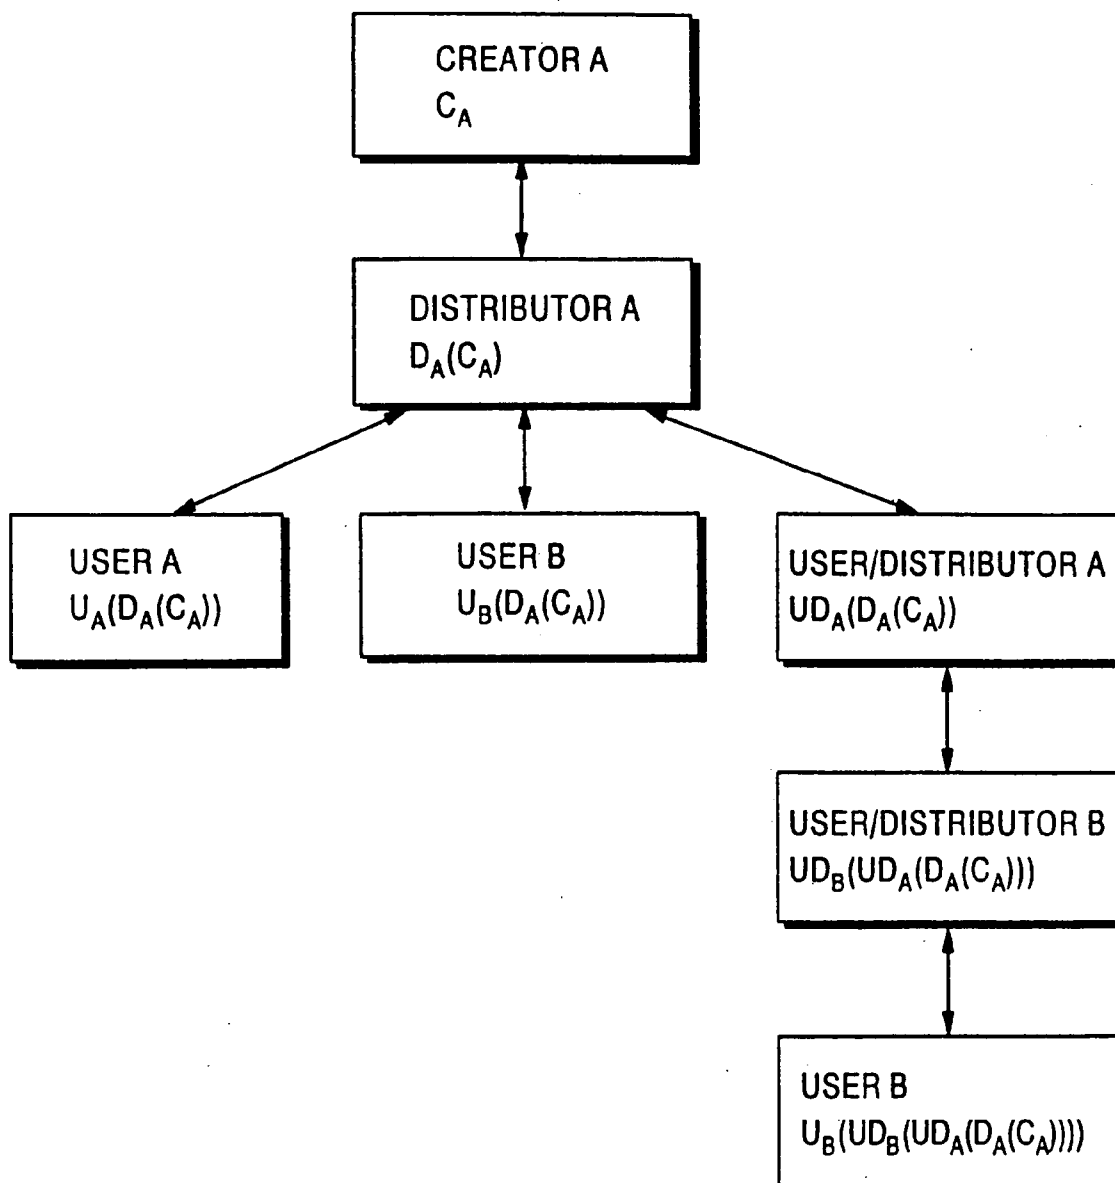 CREATOR A
C_A
DISTRIBUTOR A
D_A(C_A)
USER A
U_A(D_A(C_A))
USER B
U_B(D_A(C_A))
USER/DISTRIBUTOR A
UD_A(D_A(C_A))
USER/DISTRIBUTOR B
UD_B(UD_A(D_A(C_A)))
USER B
U_B(UD_B(UD_A(D_A(C_A))))